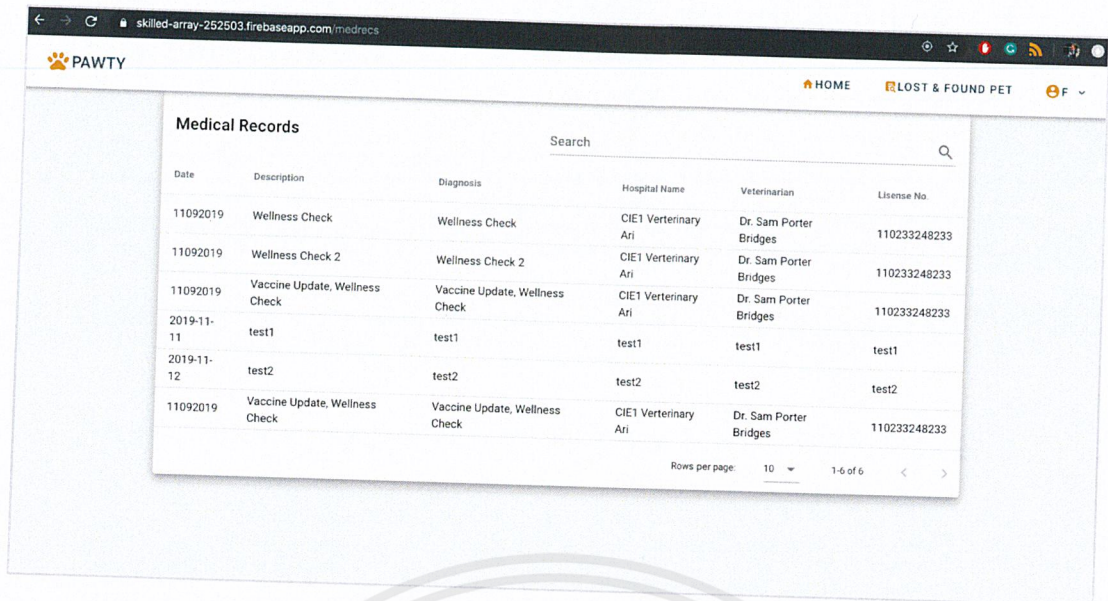 skilled-array-252503.firebaseapp.com/medrecs
PAWTY
HOME LOST & FOUND PET F
Medical Records
Search
Date Description Diagnosis Hospital Name Veterinarian Lisense No.
11092019 Wellness Check Wellness Check CIE1 Verterinary Ari Dr. Sam Porter Bridges 110233248233
11092019 Wellness Check 2 Wellness Check 2 CIE1 Verterinary Ari Dr. Sam Porter Bridges 110233248233
11092019 Vaccine Update, Wellness Check Vaccine Update, Wellness Check CIE1 Verterinary Ari Dr. Sam Porter Bridges 110233248233
2019-11-11 test1 test1 test1 test1 test1
2019-11-12 test2 test2 test2 test2 test2
11092019 Vaccine Update, Wellness Check Vaccine Update, Wellness Check CIE1 Verterinary Ari Dr. Sam Porter Bridges 110233248233
Rows per page: 10 1-6 of 6